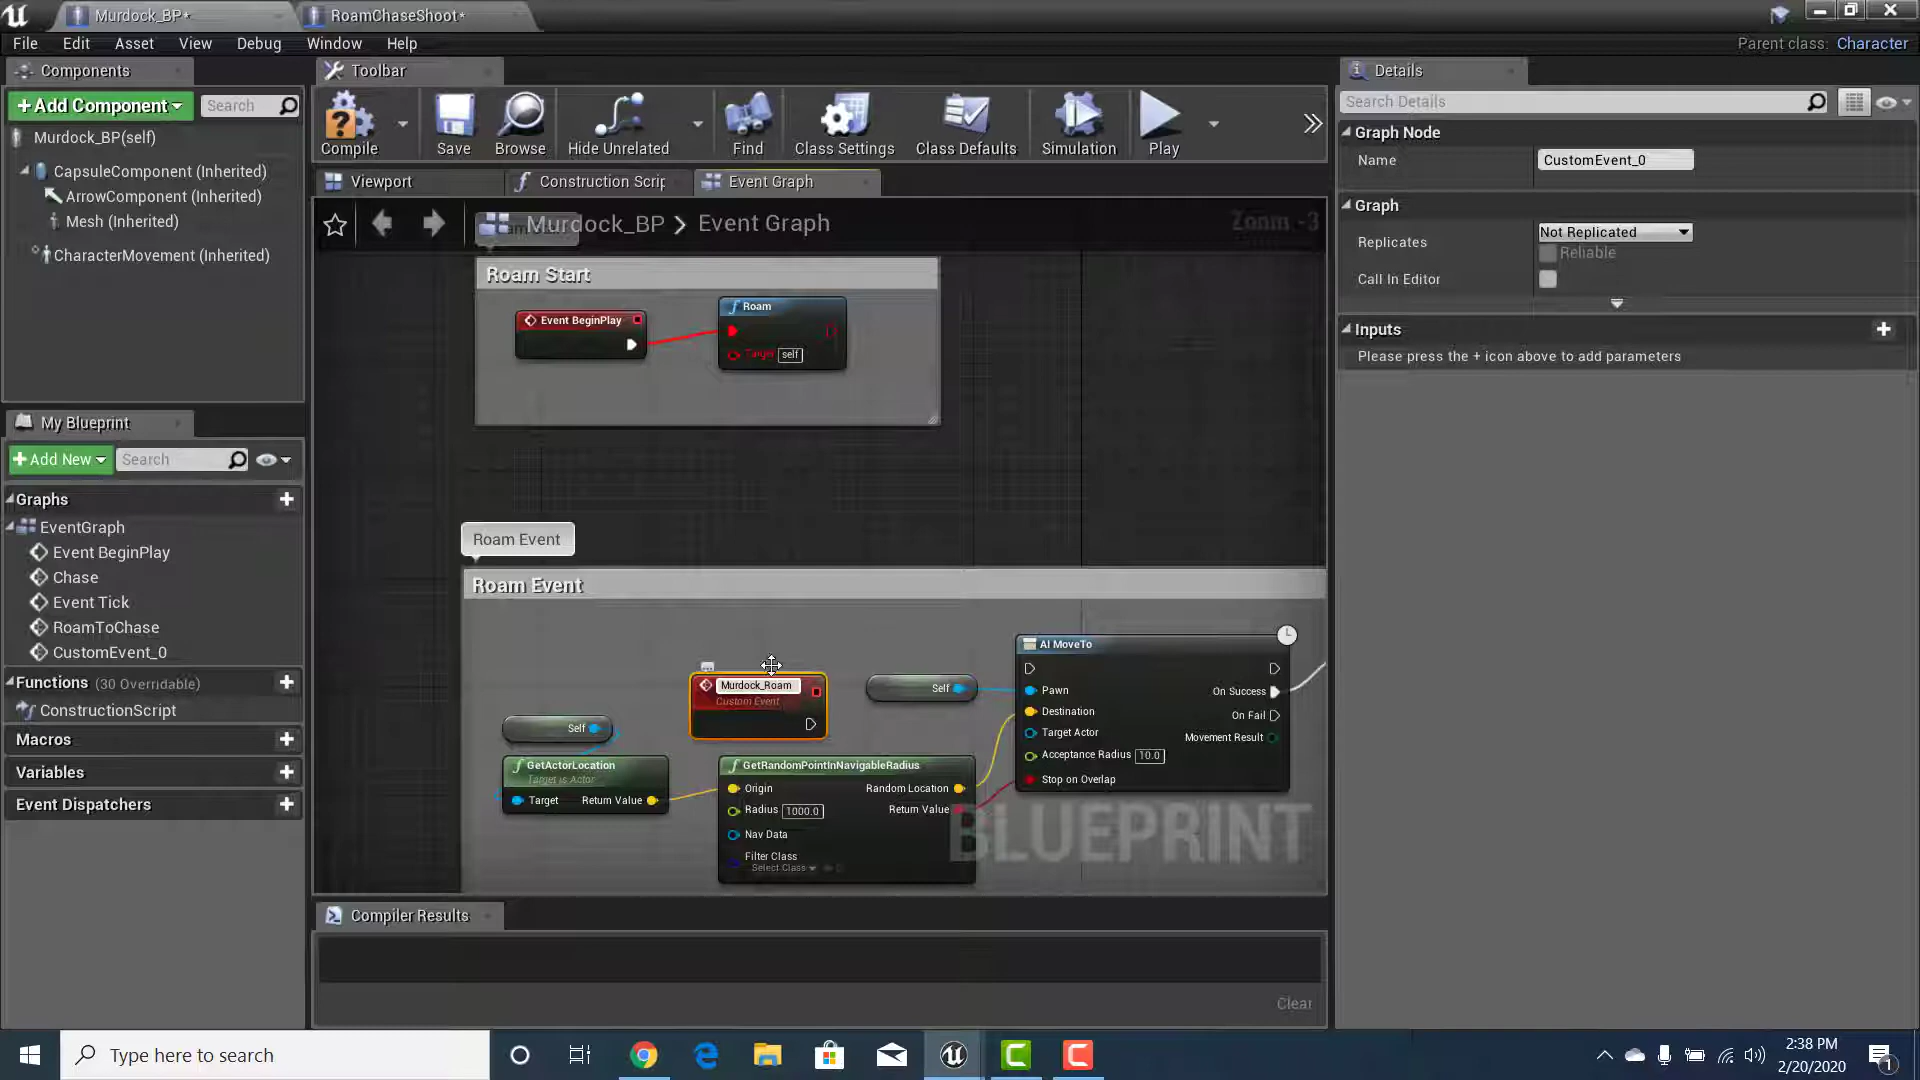 Murdock_BP*
RoamChaseShoot*
File Edit Asset View Debug Window Help
Parent class: Character
Components
Toolbar
Details
+Add Component
Search
Search Details
Murdock_BP(self)
CapsuleComponent (Inherited)
ArrowComponent (Inherited)
Mesh (Inherited)
CharacterMovement (Inherited)
Compile
Save
Browse
Hide Unrelated
Find
Class Settings
Class Defaults
Simulation
Play
Graph Node
Name
CustomEvent_0
Graph
Replicates
Not Replicated
Reliable
Call In Editor
Inputs
Please press the + icon above to add parameters
Viewport
Construction Scrip
Event Graph
Murdock_BP > Event Graph
Zoom -3
Roam Start
Event BeginPlay
Roam
Target self
Roam Event
Roam Event
Murdock_Roam
Custom Event
Self
AI MoveTo
Pawn
On Success
Destination
On Fail
Target Actor
Movement Result
Acceptance Radius 10.0
Stop on Overlap
Self
GetActorLocation
Target is Actor
Target
Return Value
GetRandomPointInNavigableRadius
Origin
Random Location
Radius 1000.0
Return Value
Nav Data
Filter Class
Select Class
BLUEPRINT
My Blueprint
+Add New
Search
Graphs
EventGraph
Event BeginPlay
Chase
Event Tick
RoamToChase
CustomEvent_0
Functions (30 Overridable)
ConstructionScript
Macros
Variables
Event Dispatchers
Compiler Results
Clear
Type here to search
2:38 PM
2/20/2020
1